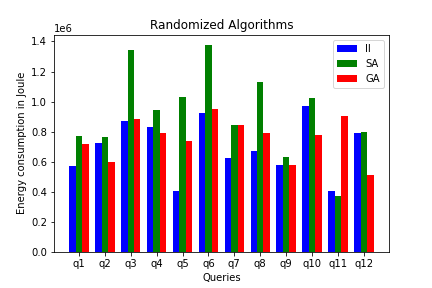 Randomized Algorithms
1e6
1.4
1.2
1.0
0.8
0.6
0.4
0.2
0.0
Energy consumption in Joule
II
SA
GA
q1 q2 q3 q4 q5 q6 q7 q8 q9 q10 q11 q12
Queries